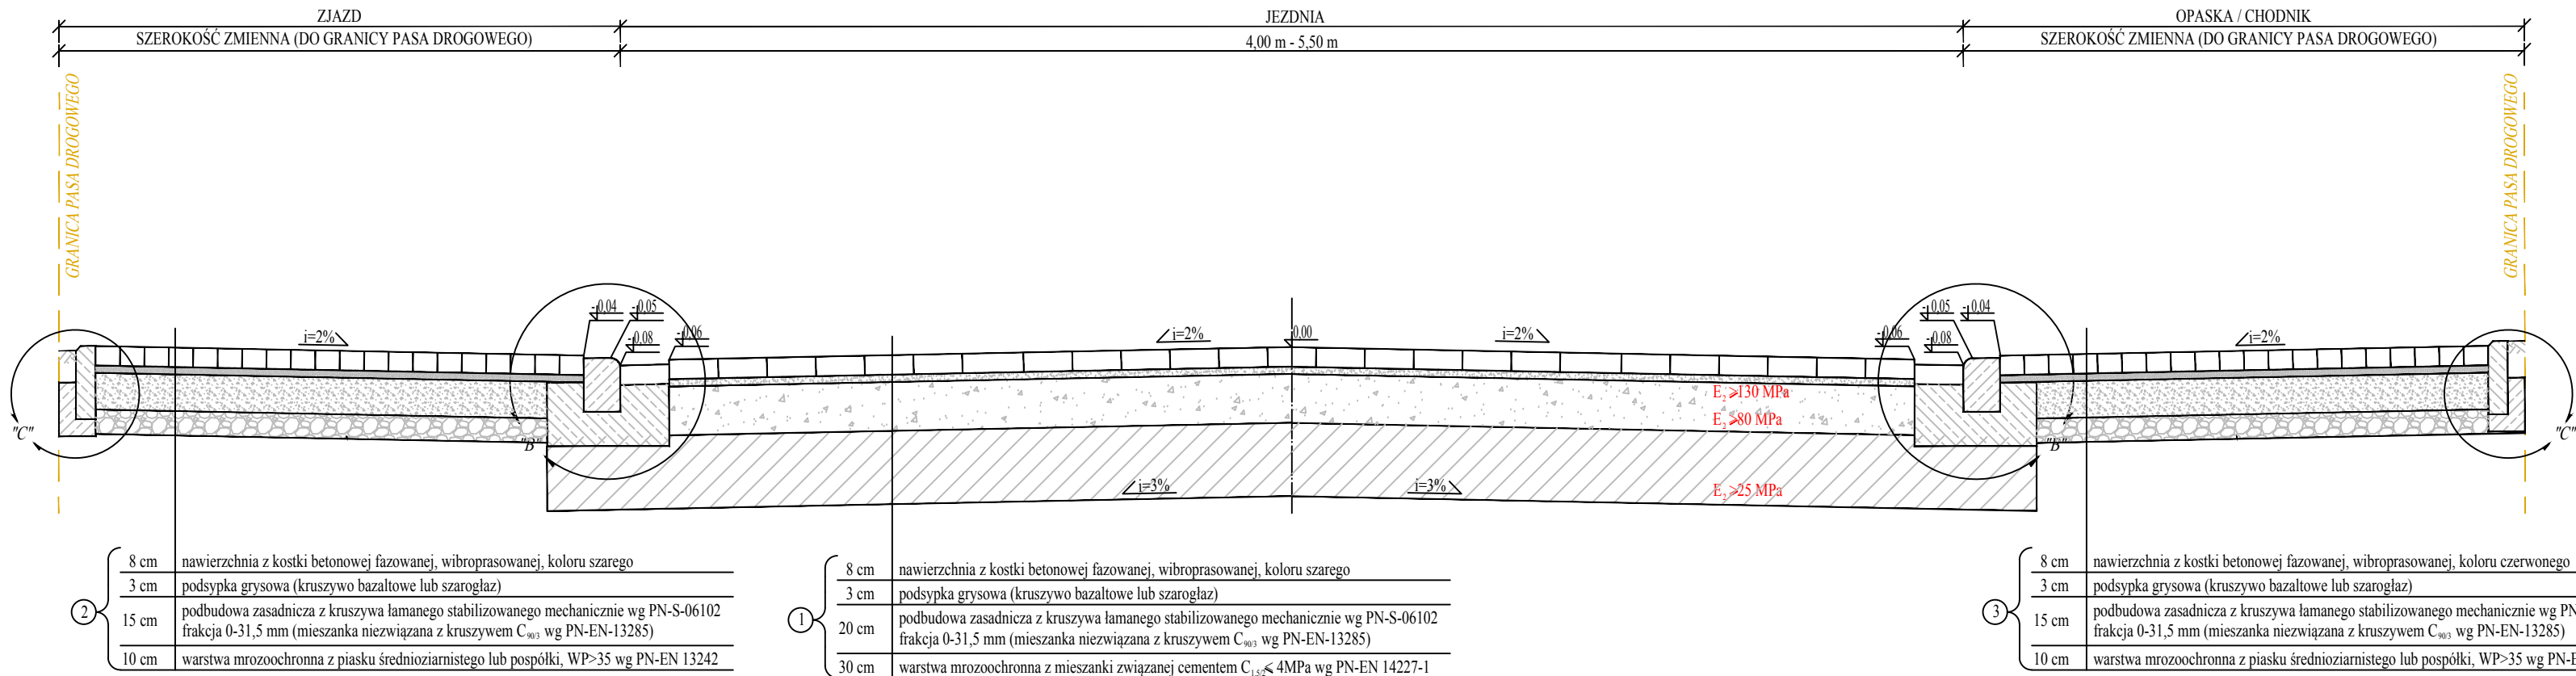 ZJAZD
JEZDNIA
OPASKA / CHODNIK
SZEROKOŚĆ ZMIENNA (DO GRANICY PASA DROGOWEGO)
4,00 m - 5,50 m
SZEROKOŚĆ ZMIENNA (DO GRANICY PASA DROGOWEGO)
GRANICA PASA DROGOWEGO
GRANICA PASA DROGOWEGO
-0,04
-0,05
-0,08
-0,06
i=2%
i=2%
0,00
i=2%
-0,06
-0,05
-0,04
-0,08
i=2%
E₂≥130 MPa
E₂≥80 MPa
"C"
"B"
"B"
"C"
i=3%
i=3%
E₂≥25 MPa
2
8 cm nawierzchnia z kostki betonowej fazowanej, wibroprasowanej, koloru szarego
3 cm podsypka grysowa (kruszywo bazaltowe lub szarogłaz)
15 cm podbudowa zasadnicza z kruszywa łamanego stabilizowanego mechanicznie wg PN-S-06102
frakcja 0-31,5 mm (mieszanka niezwiązana z kruszywem C90/3 wg PN-EN-13285)
10 cm warstwa mrozoochronna z piasku średnioziarnistego lub pospółki, WP>35 wg PN-EN 13242
1
8 cm nawierzchnia z kostki betonowej fazowanej, wibroprasowanej, koloru szarego
3 cm podsypka grysowa (kruszywo bazaltowe lub szarogłaz)
20 cm podbudowa zasadnicza z kruszywa łamanego stabilizowanego mechanicznie wg PN-S-06102
frakcja 0-31,5 mm (mieszanka niezwiązana z kruszywem C90/3 wg PN-EN-13285)
30 cm warstwa mrozoochronna z mieszanki związanej cementem C1,5/2≤ 4MPa wg PN-EN 14227-1
3
8 cm nawierzchnia z kostki betonowej fazowanej, wibroprasowanej, koloru czerwonego
3 cm podsypka grysowa (kruszywo bazaltowe lub szarogłaz)
15 cm podbudowa zasadnicza z kruszywa łamanego stabilizowanego mechanicznie wg PN
frakcja 0-31,5 mm (mieszanka niezwiązana z kruszywem C90/3 wg PN-EN-13285)
10 cm warstwa mrozoochronna z piasku średnioziarnistego lub pospółki, WP>35 wg PN-E